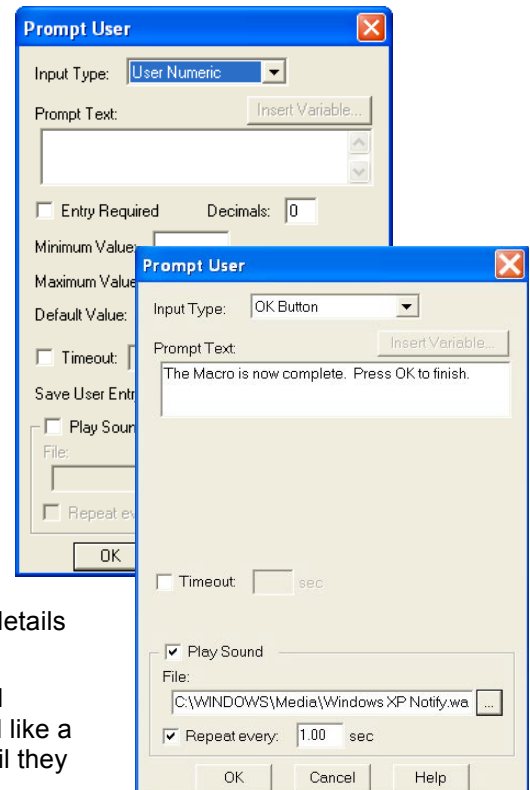 Prompt User
Input Type: User Numeric
Prompt Text: Insert Variable...
Entry Required Decimals: 0
Minimum Value:
Maximum Value
Default Value:
Timeout:
Save User Entr
Play Soun
File:
Repeat ev
OK
Prompt User
Input Type: OK Button
Prompt Text: Insert Variable...
The Macro is now complete. Press OK to finish.
Timeout: sec
Play Sound
File:
C:\WINDOWS\Media\Windows XP Notify.wa ...
Repeat every: 1.00 sec
OK Cancel Help
details
like a
il they